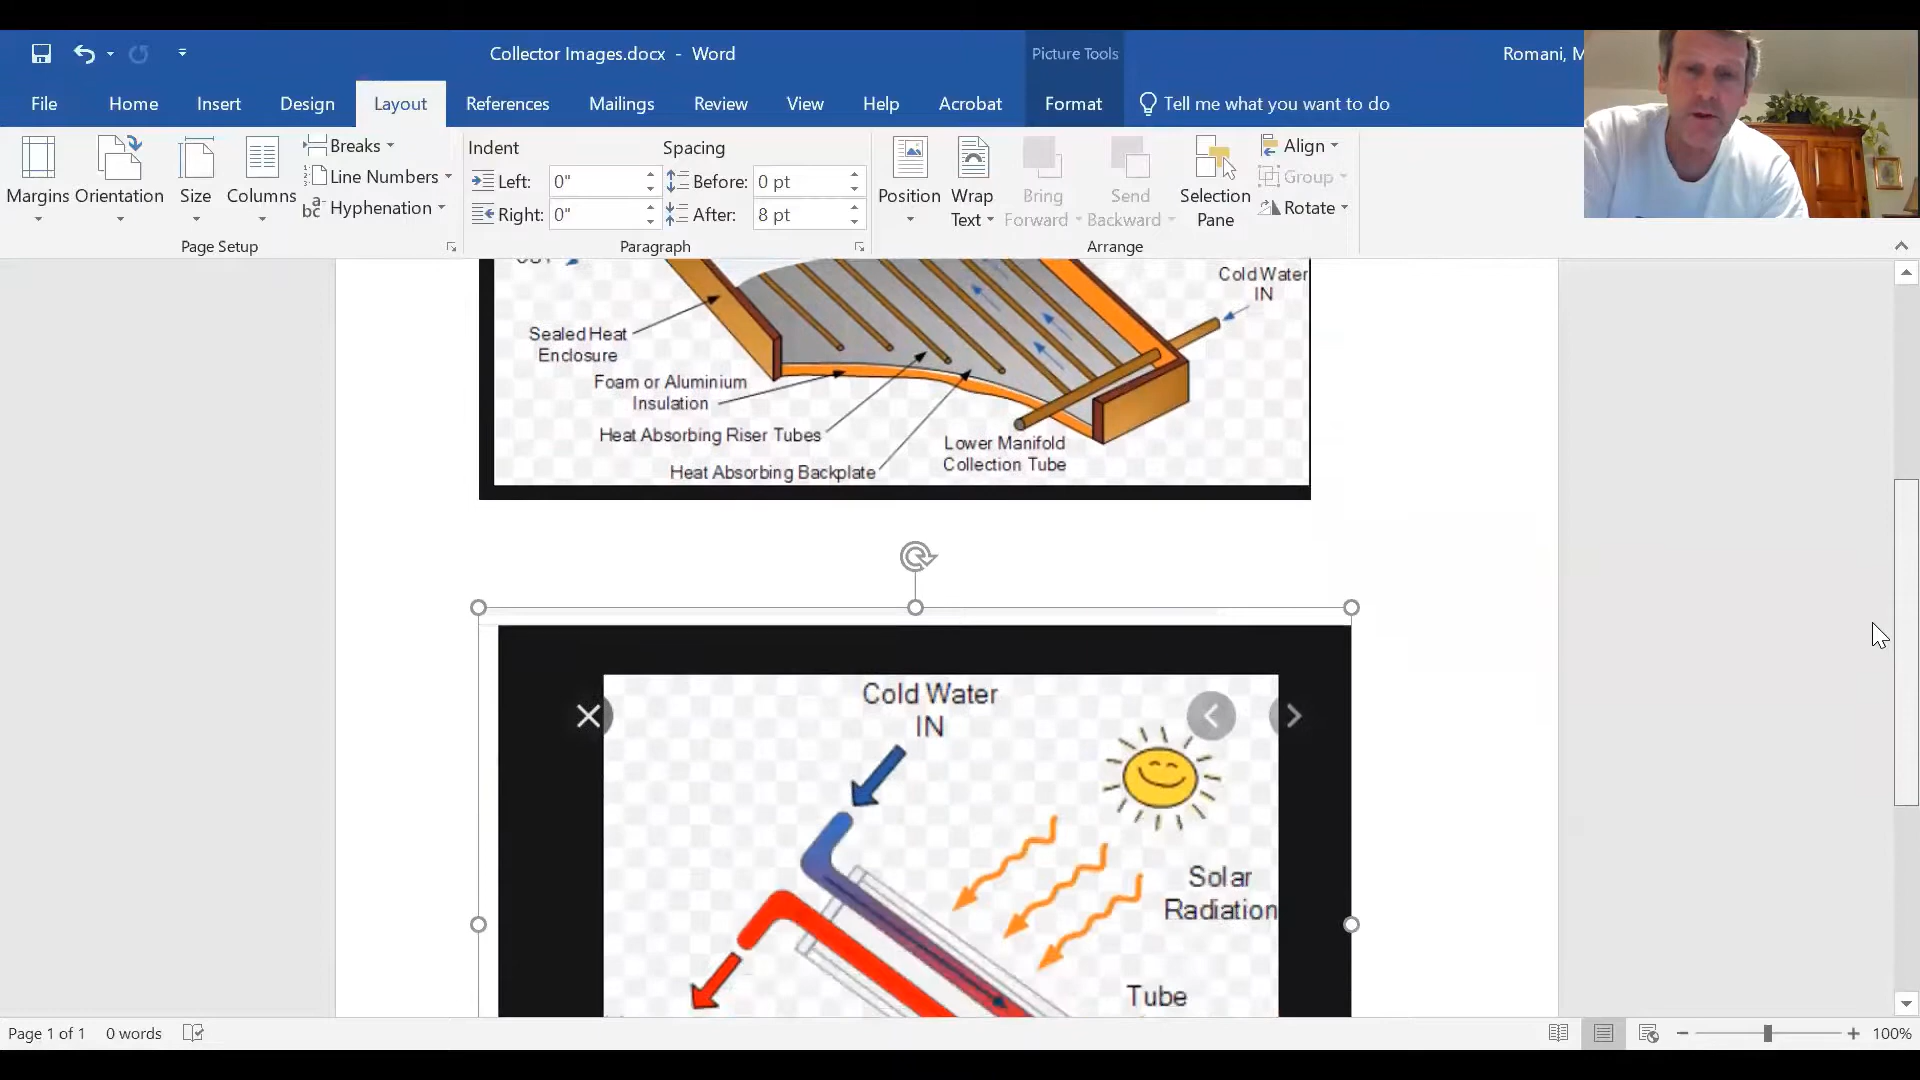 Collector Images.docx - Word
Picture Tools
Romani, M
File Home Insert Design Layout References Mailings Review View Help Acrobat Format Tell me what you want to do
Margins
Orientation
Size
Columns
Breaks
Line Numbers
Hyphenation
Page Setup
Indent
Left: 0"
Right: 0"
Spacing
Before: 0 pt
After: 8 pt
Paragraph
Position
Wrap
Text
Bring
Forward
Send
Backward
Selection
Pane
Align
Group
Rotate
Arrange
Cold Water
IN
Sealed Heat
Enclosure
Foam or Aluminium
Insulation
Heat Absorbing Riser Tubes
Heat Absorbing Backplate
Lower Manifold
Collection Tube
Cold Water
IN
Solar
Radiation
Tube
Page 1 of 1 0 words
100%